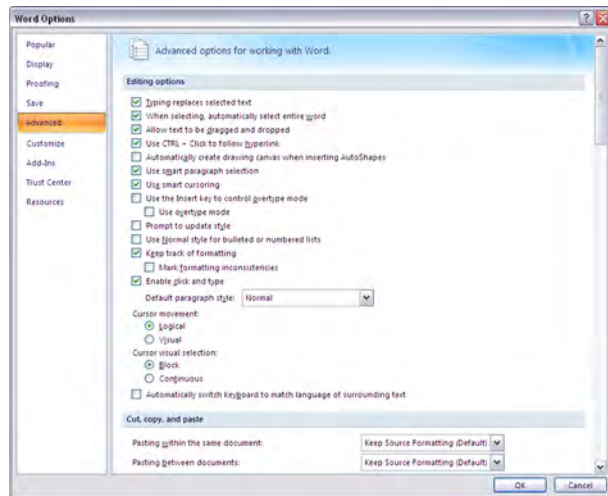 Word Options
Popular
Display
Proofing
Save
Advanced
Customize
Add-Ins
Trust Center
Resources
Advanced options for working with Word.
Editing options
Typing replaces selected text
When selecting, automatically select entire word
Allow text to be dragged and dropped
Use CTRL + Click to follow hyperlink
Automatically create drawing canvas when inserting AutoShapes
Use smart paragraph selection
Use smart cursoring
Use the Insert key to control overtype mode
Use overtype mode
Prompt to update style
Use Normal style for bulleted or numbered lists
Keep track of formatting
Mark formatting inconsistencies
Enable click and type
Default paragraph style: Normal
Cursor movement:
Logical
Visual
Cursor visual selection:
Block
Continuous
Automatically switch keyboard to match language of surrounding text
Cut, copy, and paste
Pasting within the same document: Keep Source Formatting (Default)
Pasting between documents: Keep Source Formatting (Default)
OK Cancel